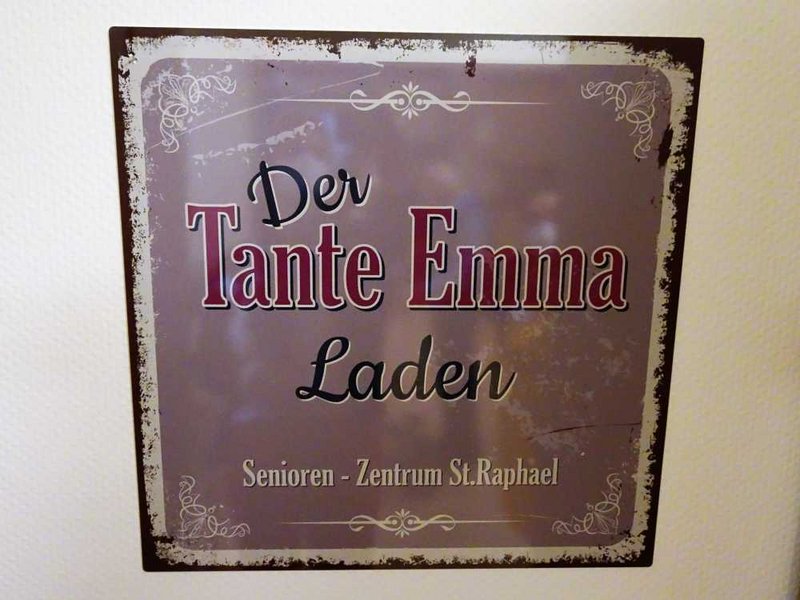 Der
Tante Emma
Laden
Senioren - Zentrum St.Raphael